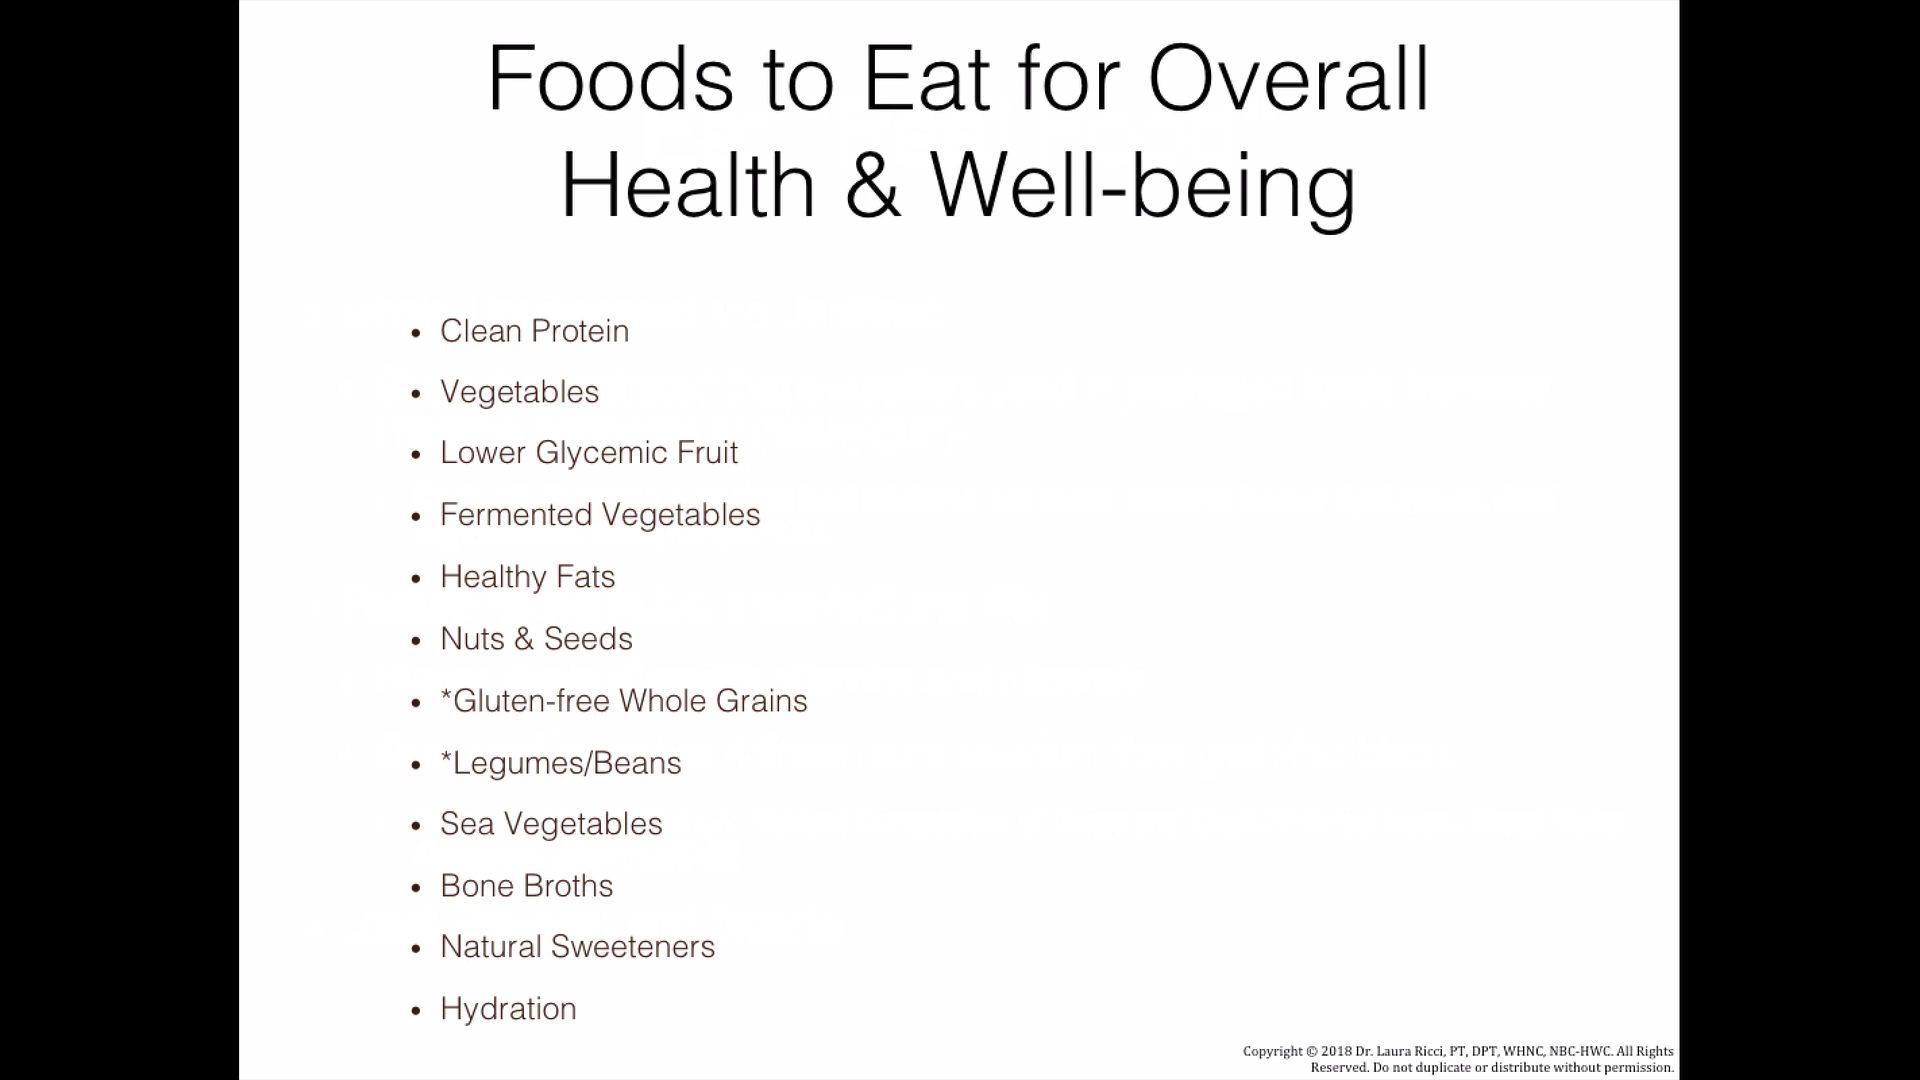 Foods to Eat for Overall
Health & Well-being
• Clean Protein
• Vegetables
• Lower Glycemic Fruit
• Fermented Vegetables
• Healthy Fats
• Nuts & Seeds
• *Gluten-free Whole Grains
• *Legumes/Beans
• Sea Vegetables
• Bone Broths
• Natural Sweeteners
• Hydration
Copyright © 2018 Dr. Laura Ricci, PT, DPT, WHNC, NBC-HWC. All Rights
Reserved. Do not duplicate or distribute without permission.